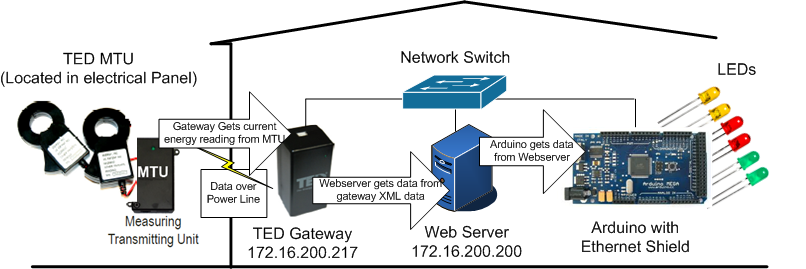 TED MTU
(Located in electrical Panel)
MTU
Measuring
Transmitting Unit
Gateway Gets current
energy reading from MTU
Data over
Power Line
TED
TED Gateway
172.16.200.217
Webserver gets data from
gateway XML data
Network Switch
Web Server
172.16.200.200
Arduino gets data
from Webserver
LEDs
Arduino MEGA
Arduino with
Ethernet Shield